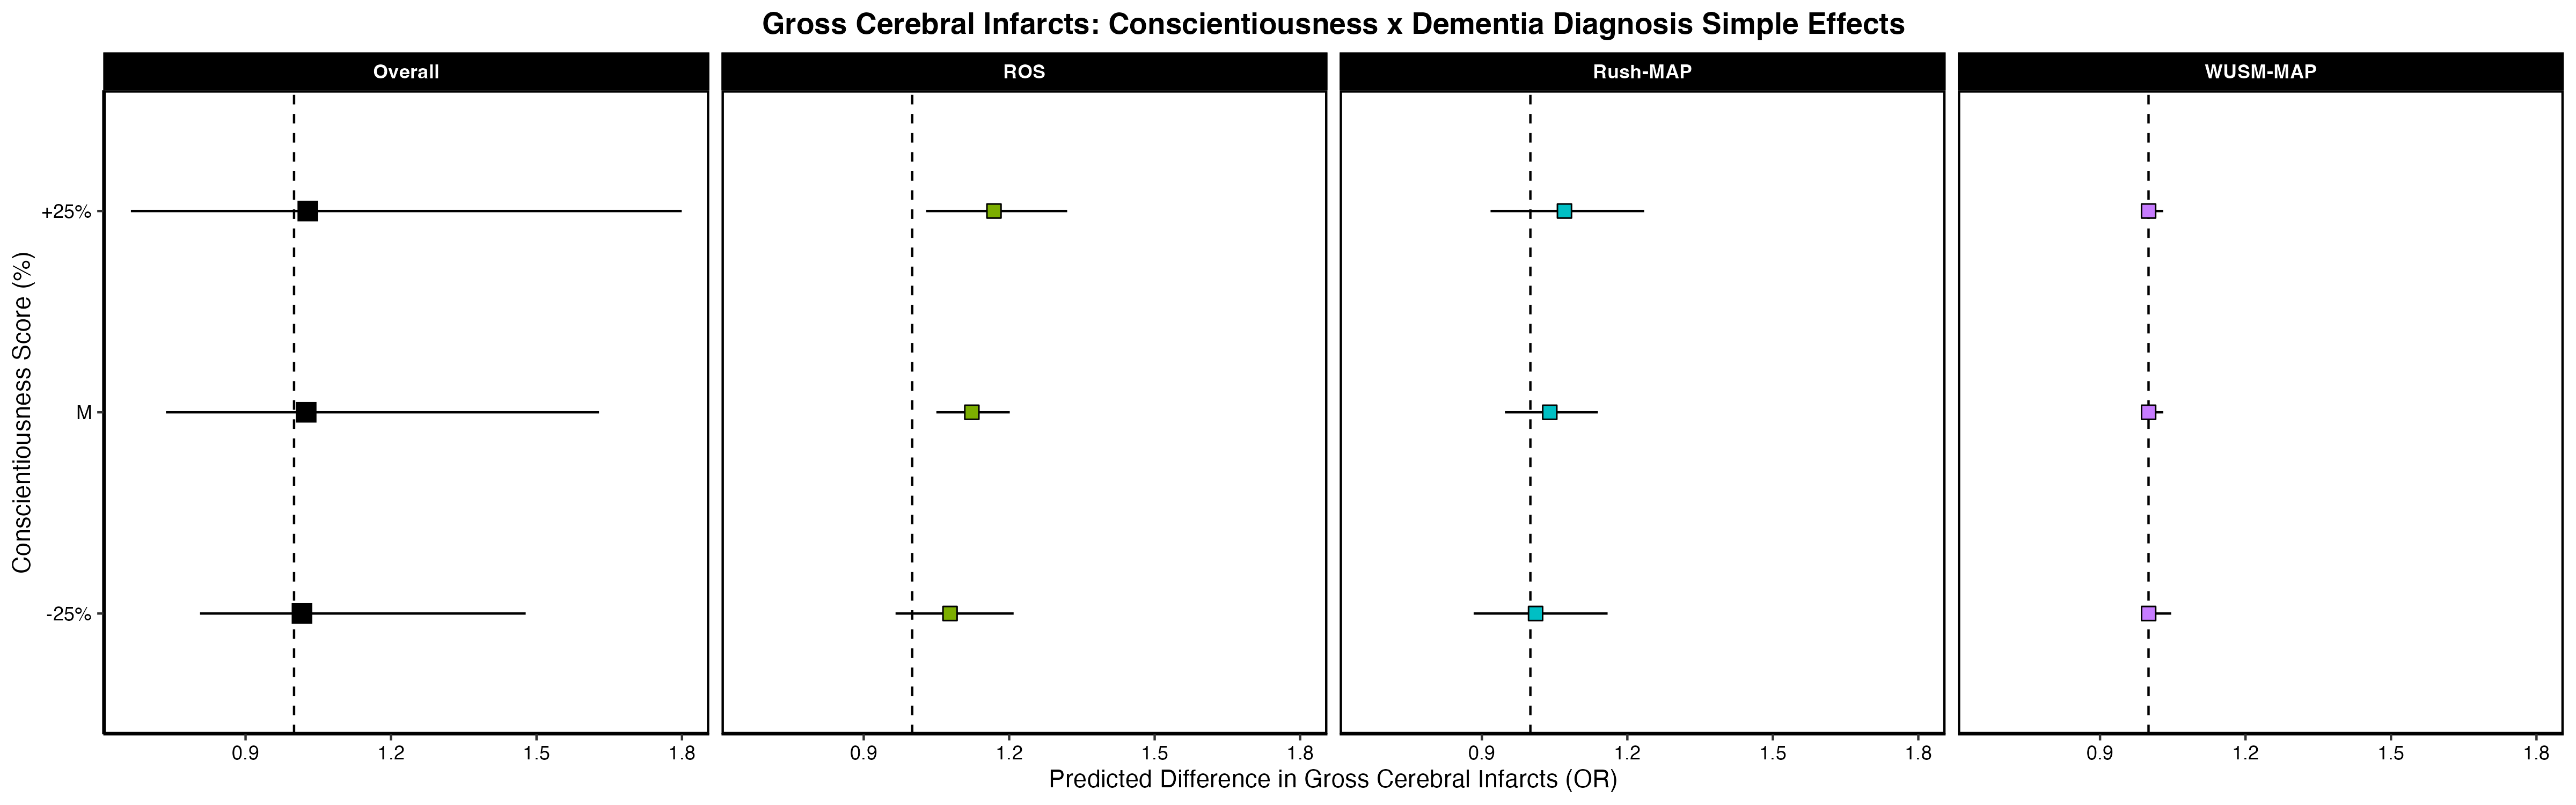 Gross Cerebral Infarcts: Conscientiousness x Dementia Diagnosis Simple Effects
Overall
ROS
Rush-MAP
WUSM-MAP
Conscientiousness Score (%)
+25%
M
-25%
0.9 1.2 1.5 1.8
0.9 1.2 1.5 1.8
0.9 1.2 1.5 1.8
0.9 1.2 1.5 1.8
Predicted Difference in Gross Cerebral Infarcts (OR)